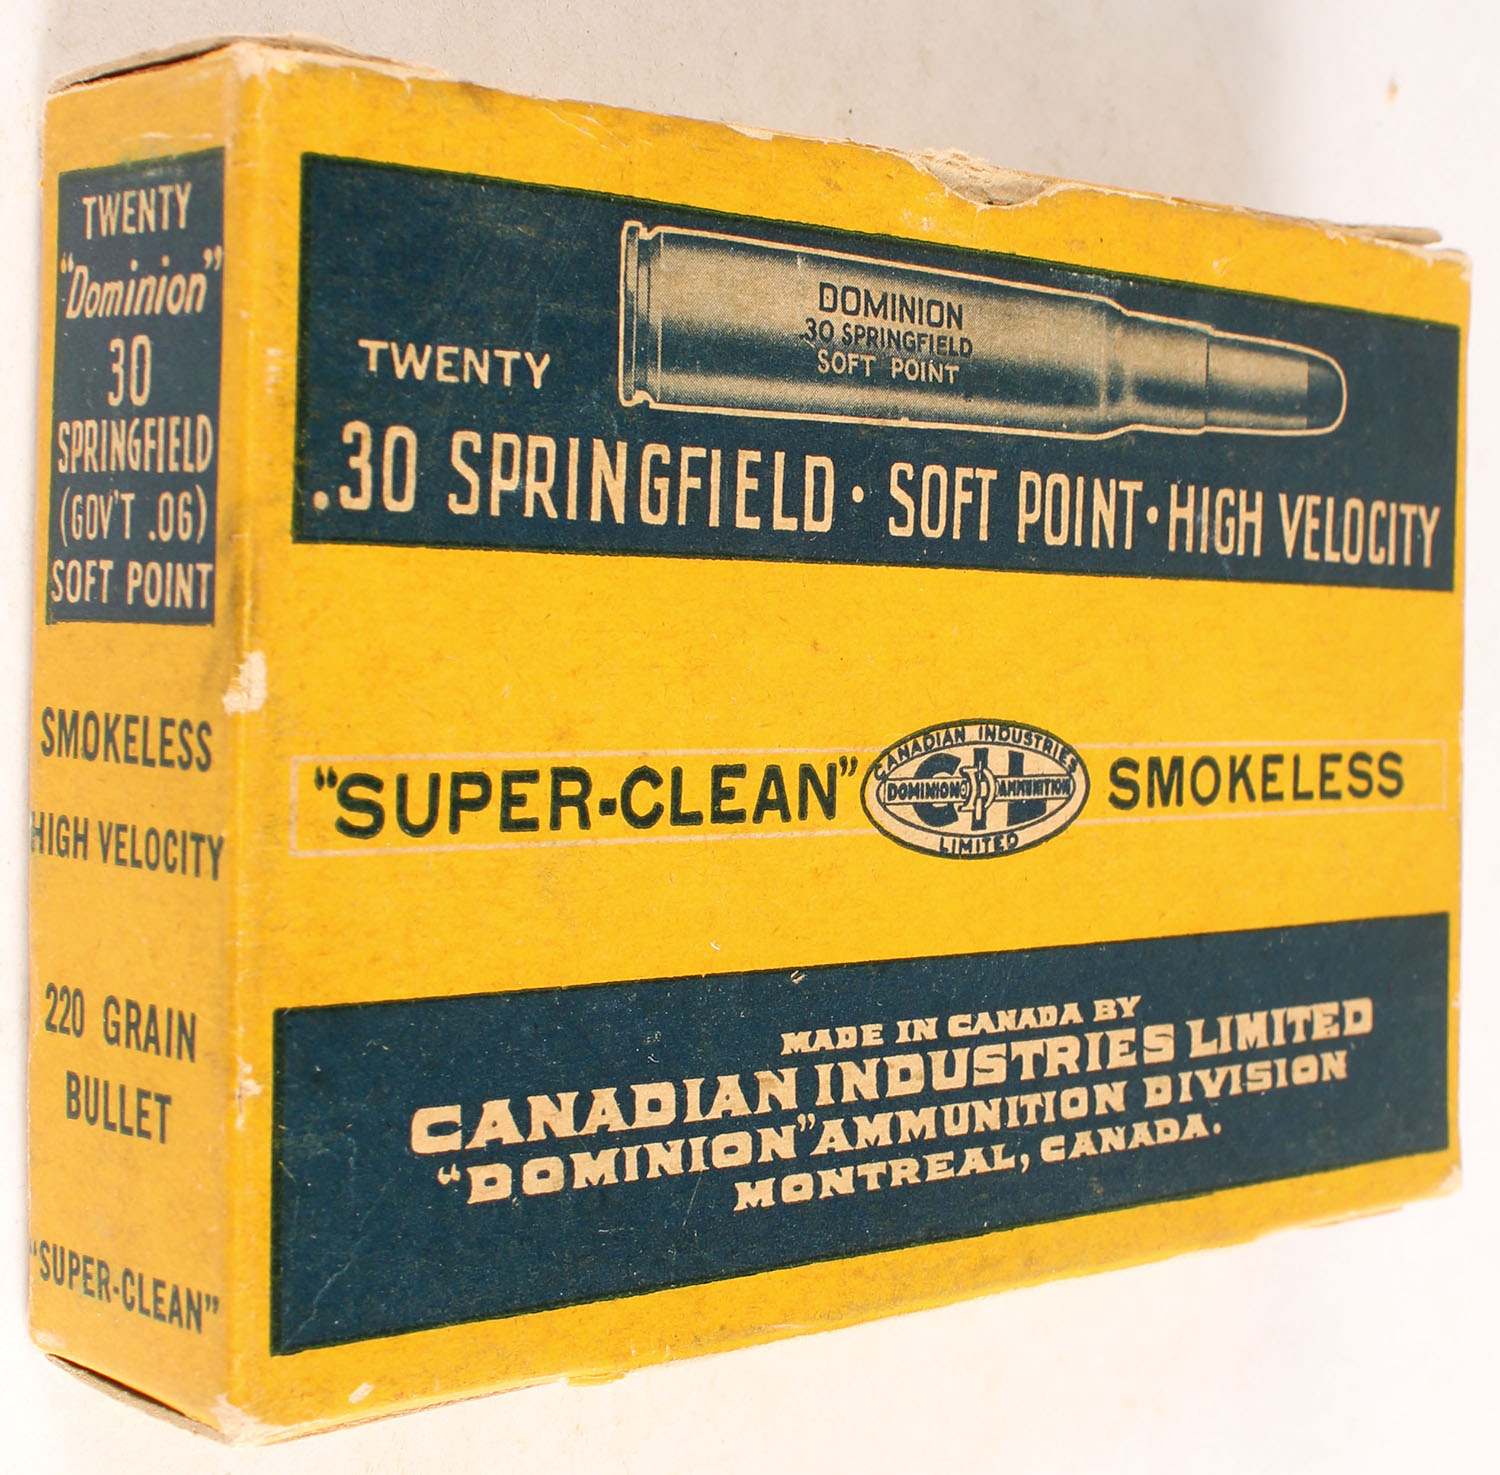 TWENTY
"Dominion"
30
SPRINGFIELD
(GOV'T .06)
SOFT POINT
SMOKELESS
HIGH VELOCITY
220 GRAIN
BULLET
"SUPER-CLEAN"
DOMINION
.30 SPRINGFIELD
SOFT POINT
TWENTY
.30 SPRINGFIELD · SOFT POINT · HIGH VELOCITY
"SUPER-CLEAN" SMOKELESS
CANADIAN INDUSTRIES
CIL
DOMINION AMMUNITION
LIMITED
MADE IN CANADA BY
CANADIAN INDUSTRIES LIMITED
"DOMINION" AMMUNITION DIVISION
MONTREAL, CANADA.